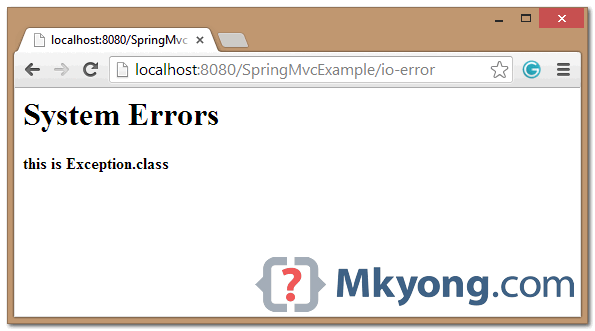 localhost:8080/SpringMvc
localhost:8080/SpringMvcExample/io-error
System Errors
this is Exception.class
Mkyong.com